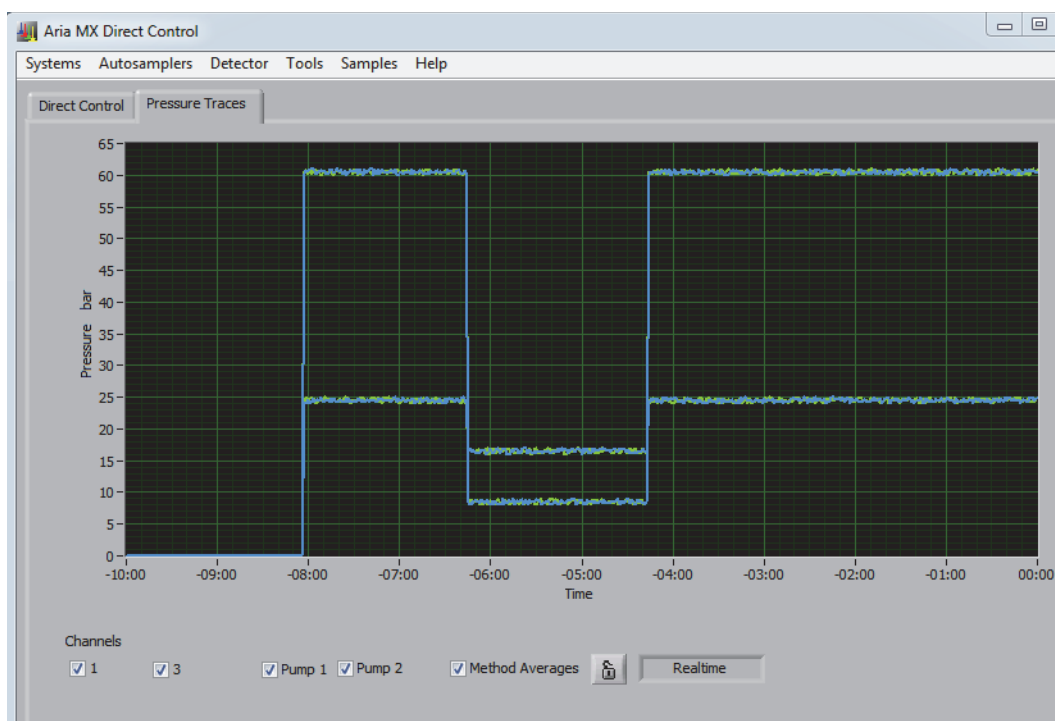 Aria MX Direct Control
Systems Autosamplers Detector Tools Samples Help
Direct Control Pressure Traces
65
60
55
50
45
40
35
30
25
20
15
10
5
0
Pressure bar
-10:00 -09:00 -08:00 -07:00 -06:00 -05:00 -04:00 -03:00 -02:00 -01:00 00:00
Time
Channels
1 3 Pump 1 Pump 2 Method Averages Realtime